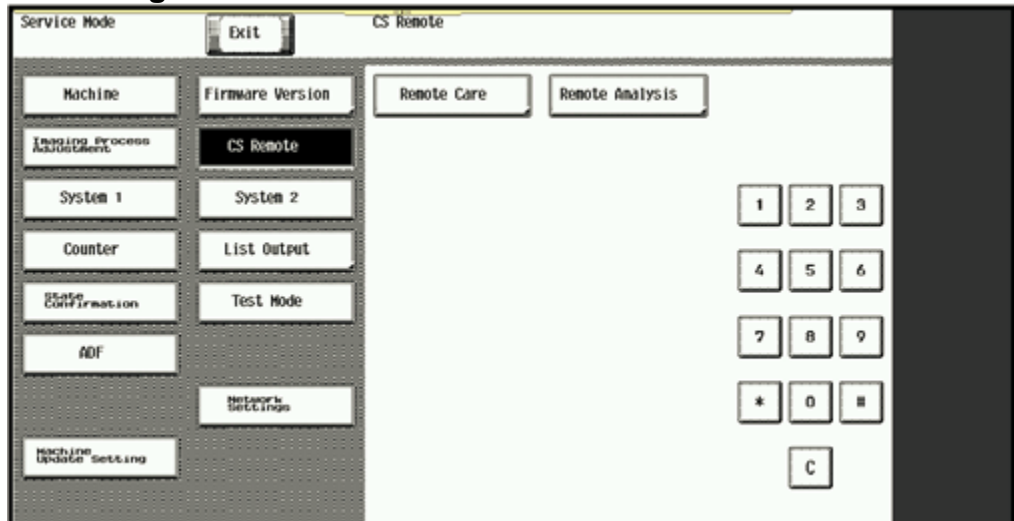 Service Mode
Exit
CS Remote
Machine
Firmware Version
Remote Care
Remote Analysis
Imaging Process
Adjustment
CS Remote
System 1
System 2
1 2 3
Counter
List Output
4 5 6
State
Confirmation
Test Mode
ADF
7 8 9
Network
Settings
* 0 #
Machine
Update Setting
C